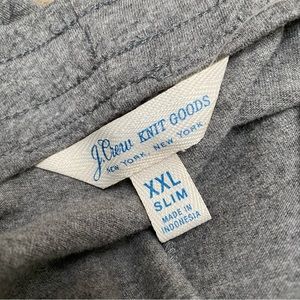 J.Crew KNIT GOODS
NEW YORK, NEW YORK
XXL
SLIM
MADE IN
INDONESIA